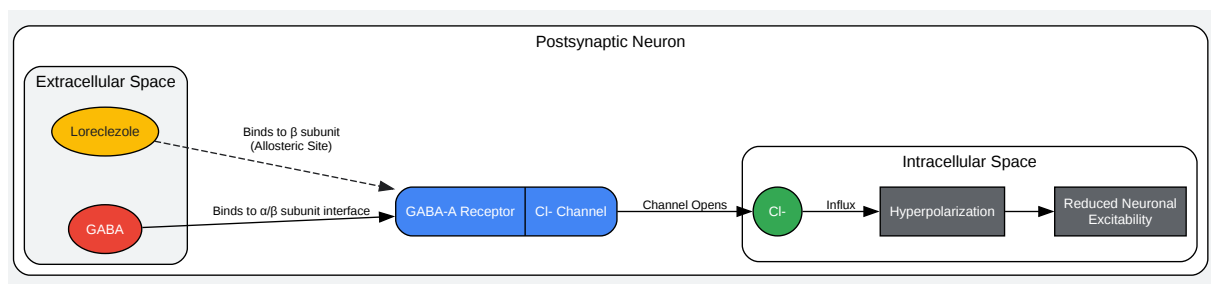 Postsynaptic Neuron
Extracellular Space
Loreclezole
Binds to β subunit
(Allosteric Site)
GABA
Binds to α/β subunit interface
GABA-A Receptor
Cl- Channel
Channel Opens
Intracellular Space
Cl-
Influx
Hyperpolarization
Reduced Neuronal
Excitability